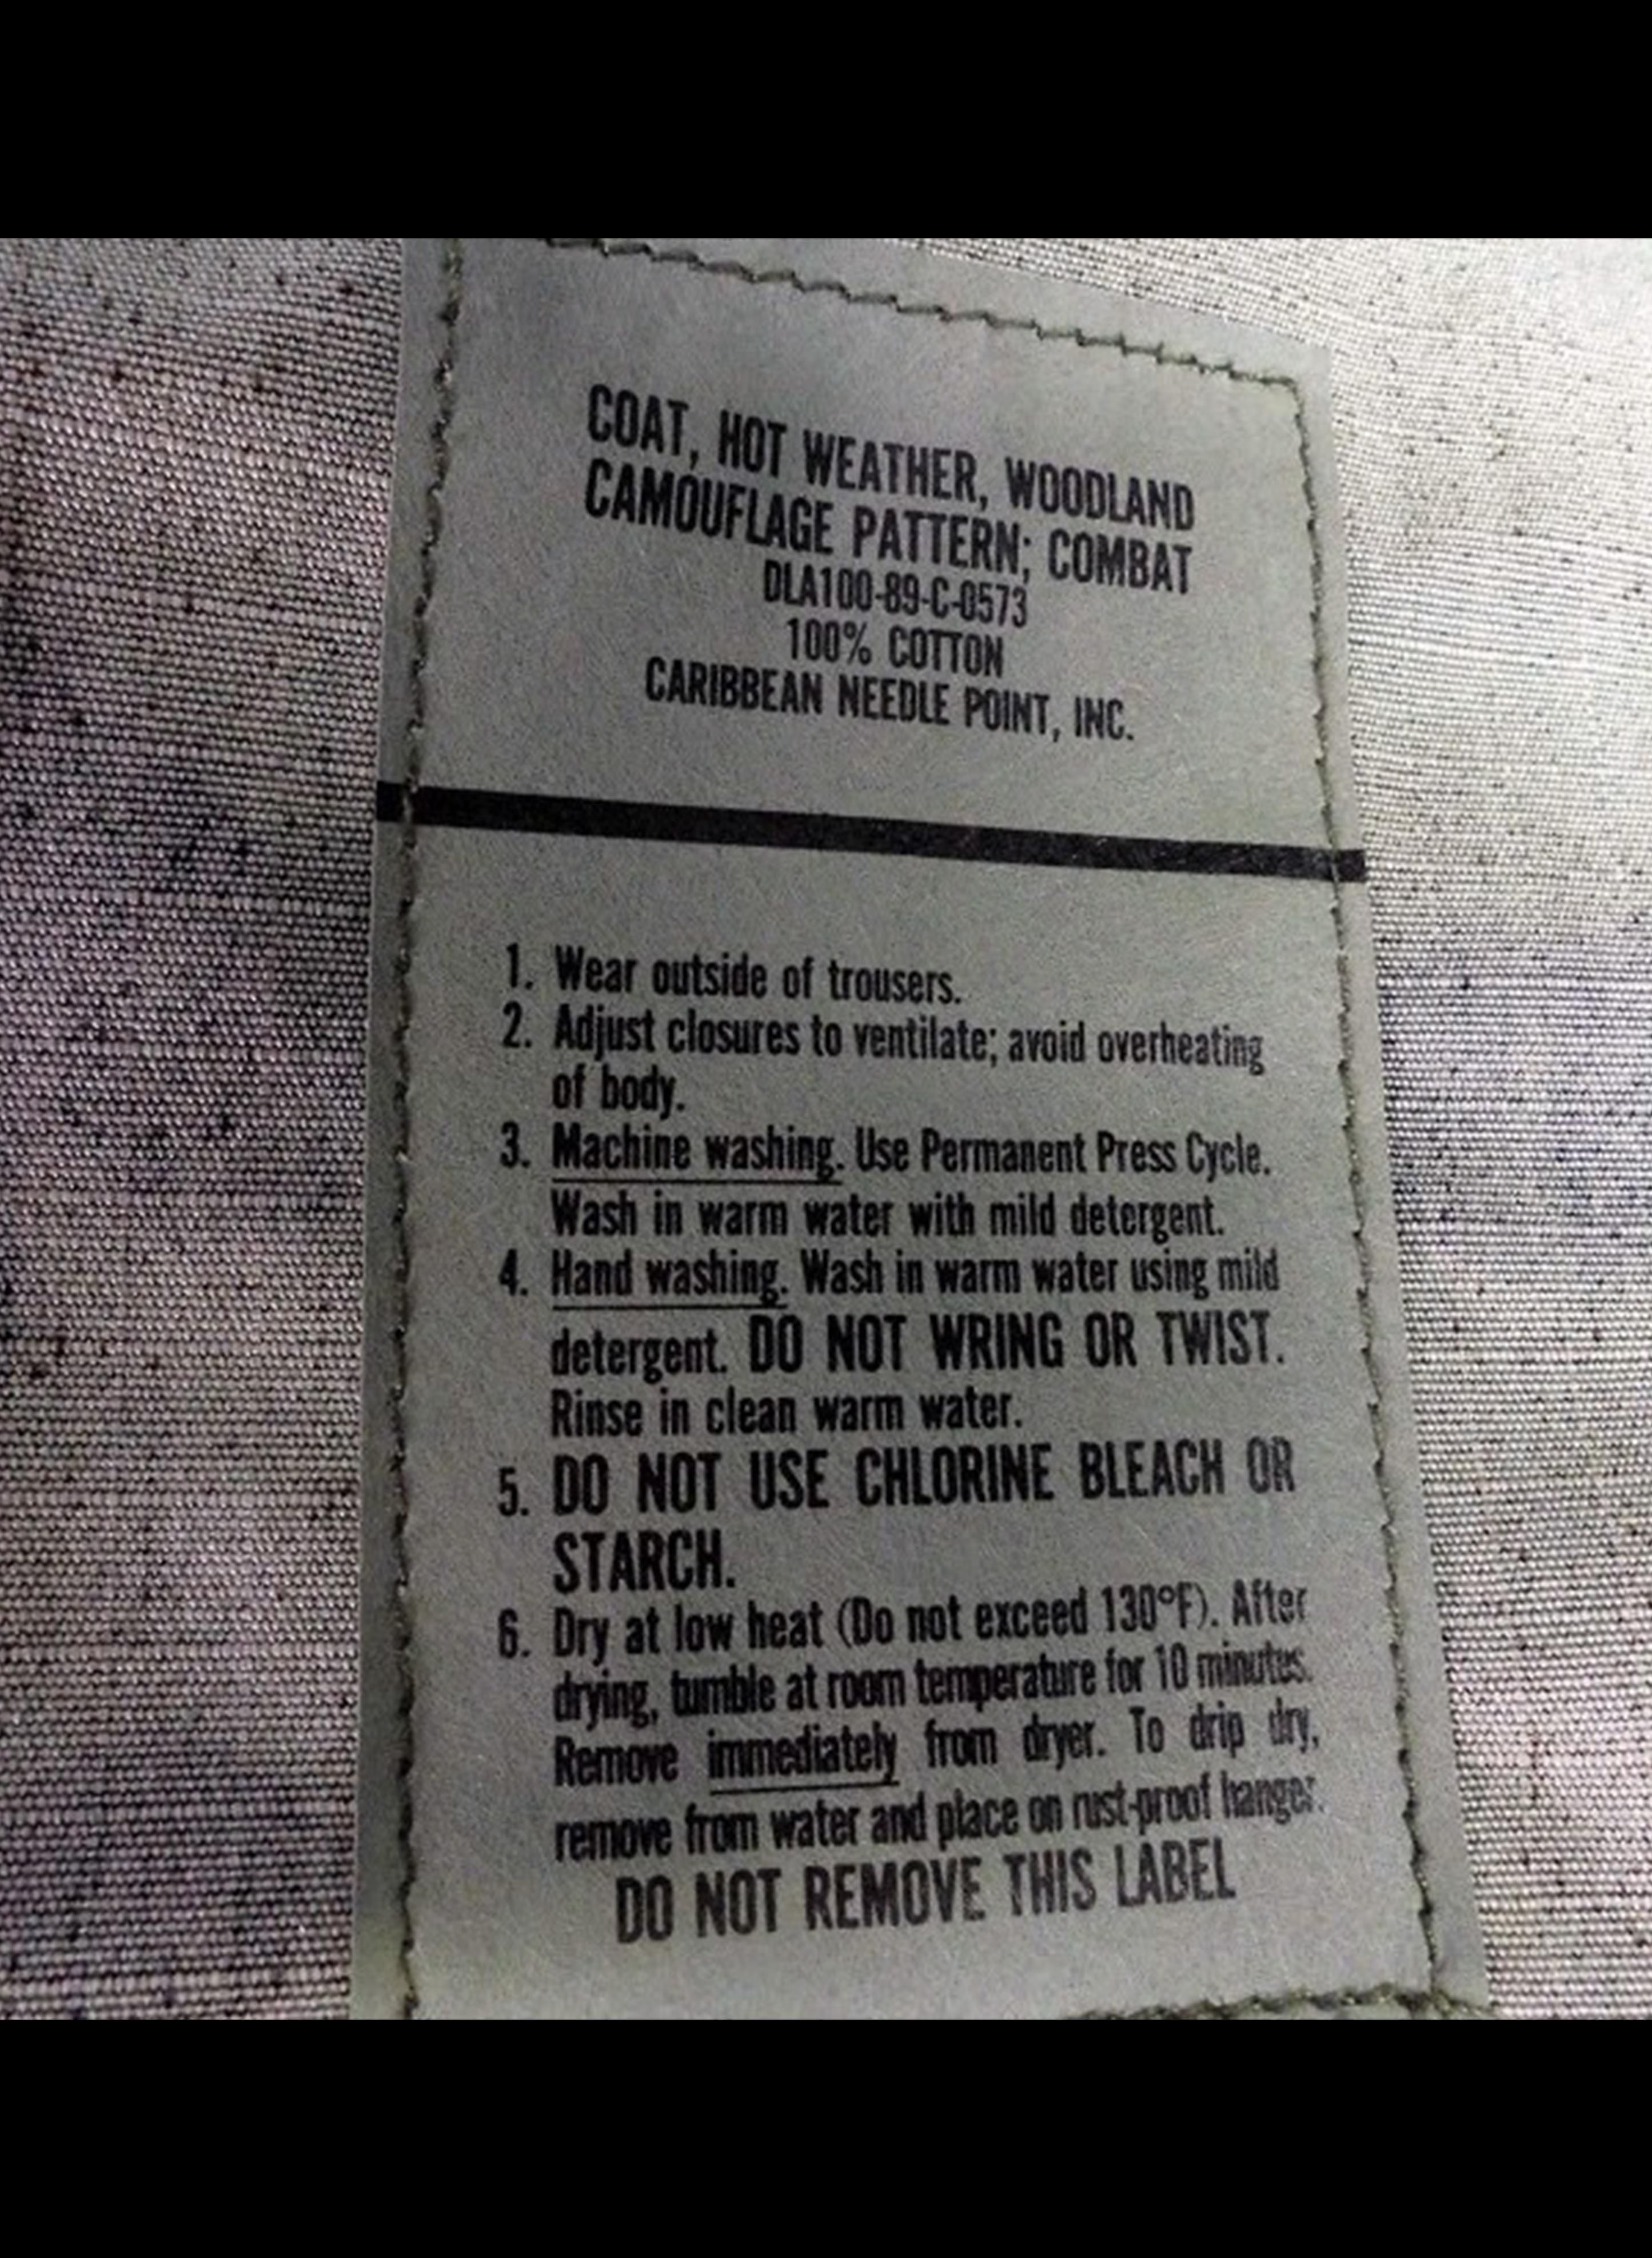 COAT, HOT WEATHER, WOODLAND
CAMOUFLAGE PATTERN; COMBAT
DLA100-89-C-0573
100% COTTON
CARIBBEAN NEEDLE POINT, INC.
1. Wear outside of trousers.
2. Adjust closures to ventilate; avoid overheating
of body.
3. Machine washing. Use Permanent Press Cycle.
Wash in warm water with mild detergent.
4. Hand washing. Wash in warm water using mild
detergent. DO NOT WRING OR TWIST.
Rinse in clean warm water.
5. DO NOT USE CHLORINE BLEACH OR
STARCH.
6. Dry at low heat (Do not exceed 130°F). After
drying, tumble at room temperature for 10 minutes.
Remove immediately from dryer. To drip dry,
remove from water and place on rust-proof hanger.
DO NOT REMOVE THIS LABEL